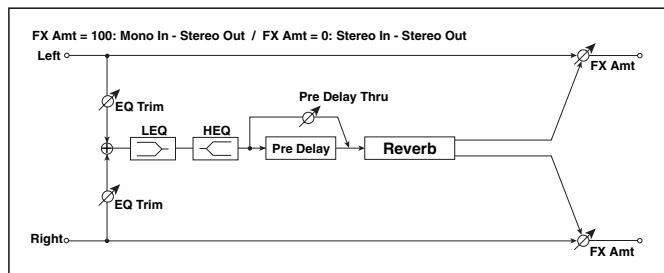 FX Amt = 100: Mono In - Stereo Out / FX Amt = 0: Stereo In - Stereo Out
Left
FX Amt
EQ Trim
Pre Delay Thru
LEQ
HEQ
Pre Delay
Reverb
EQ Trim
Right
FX Amt